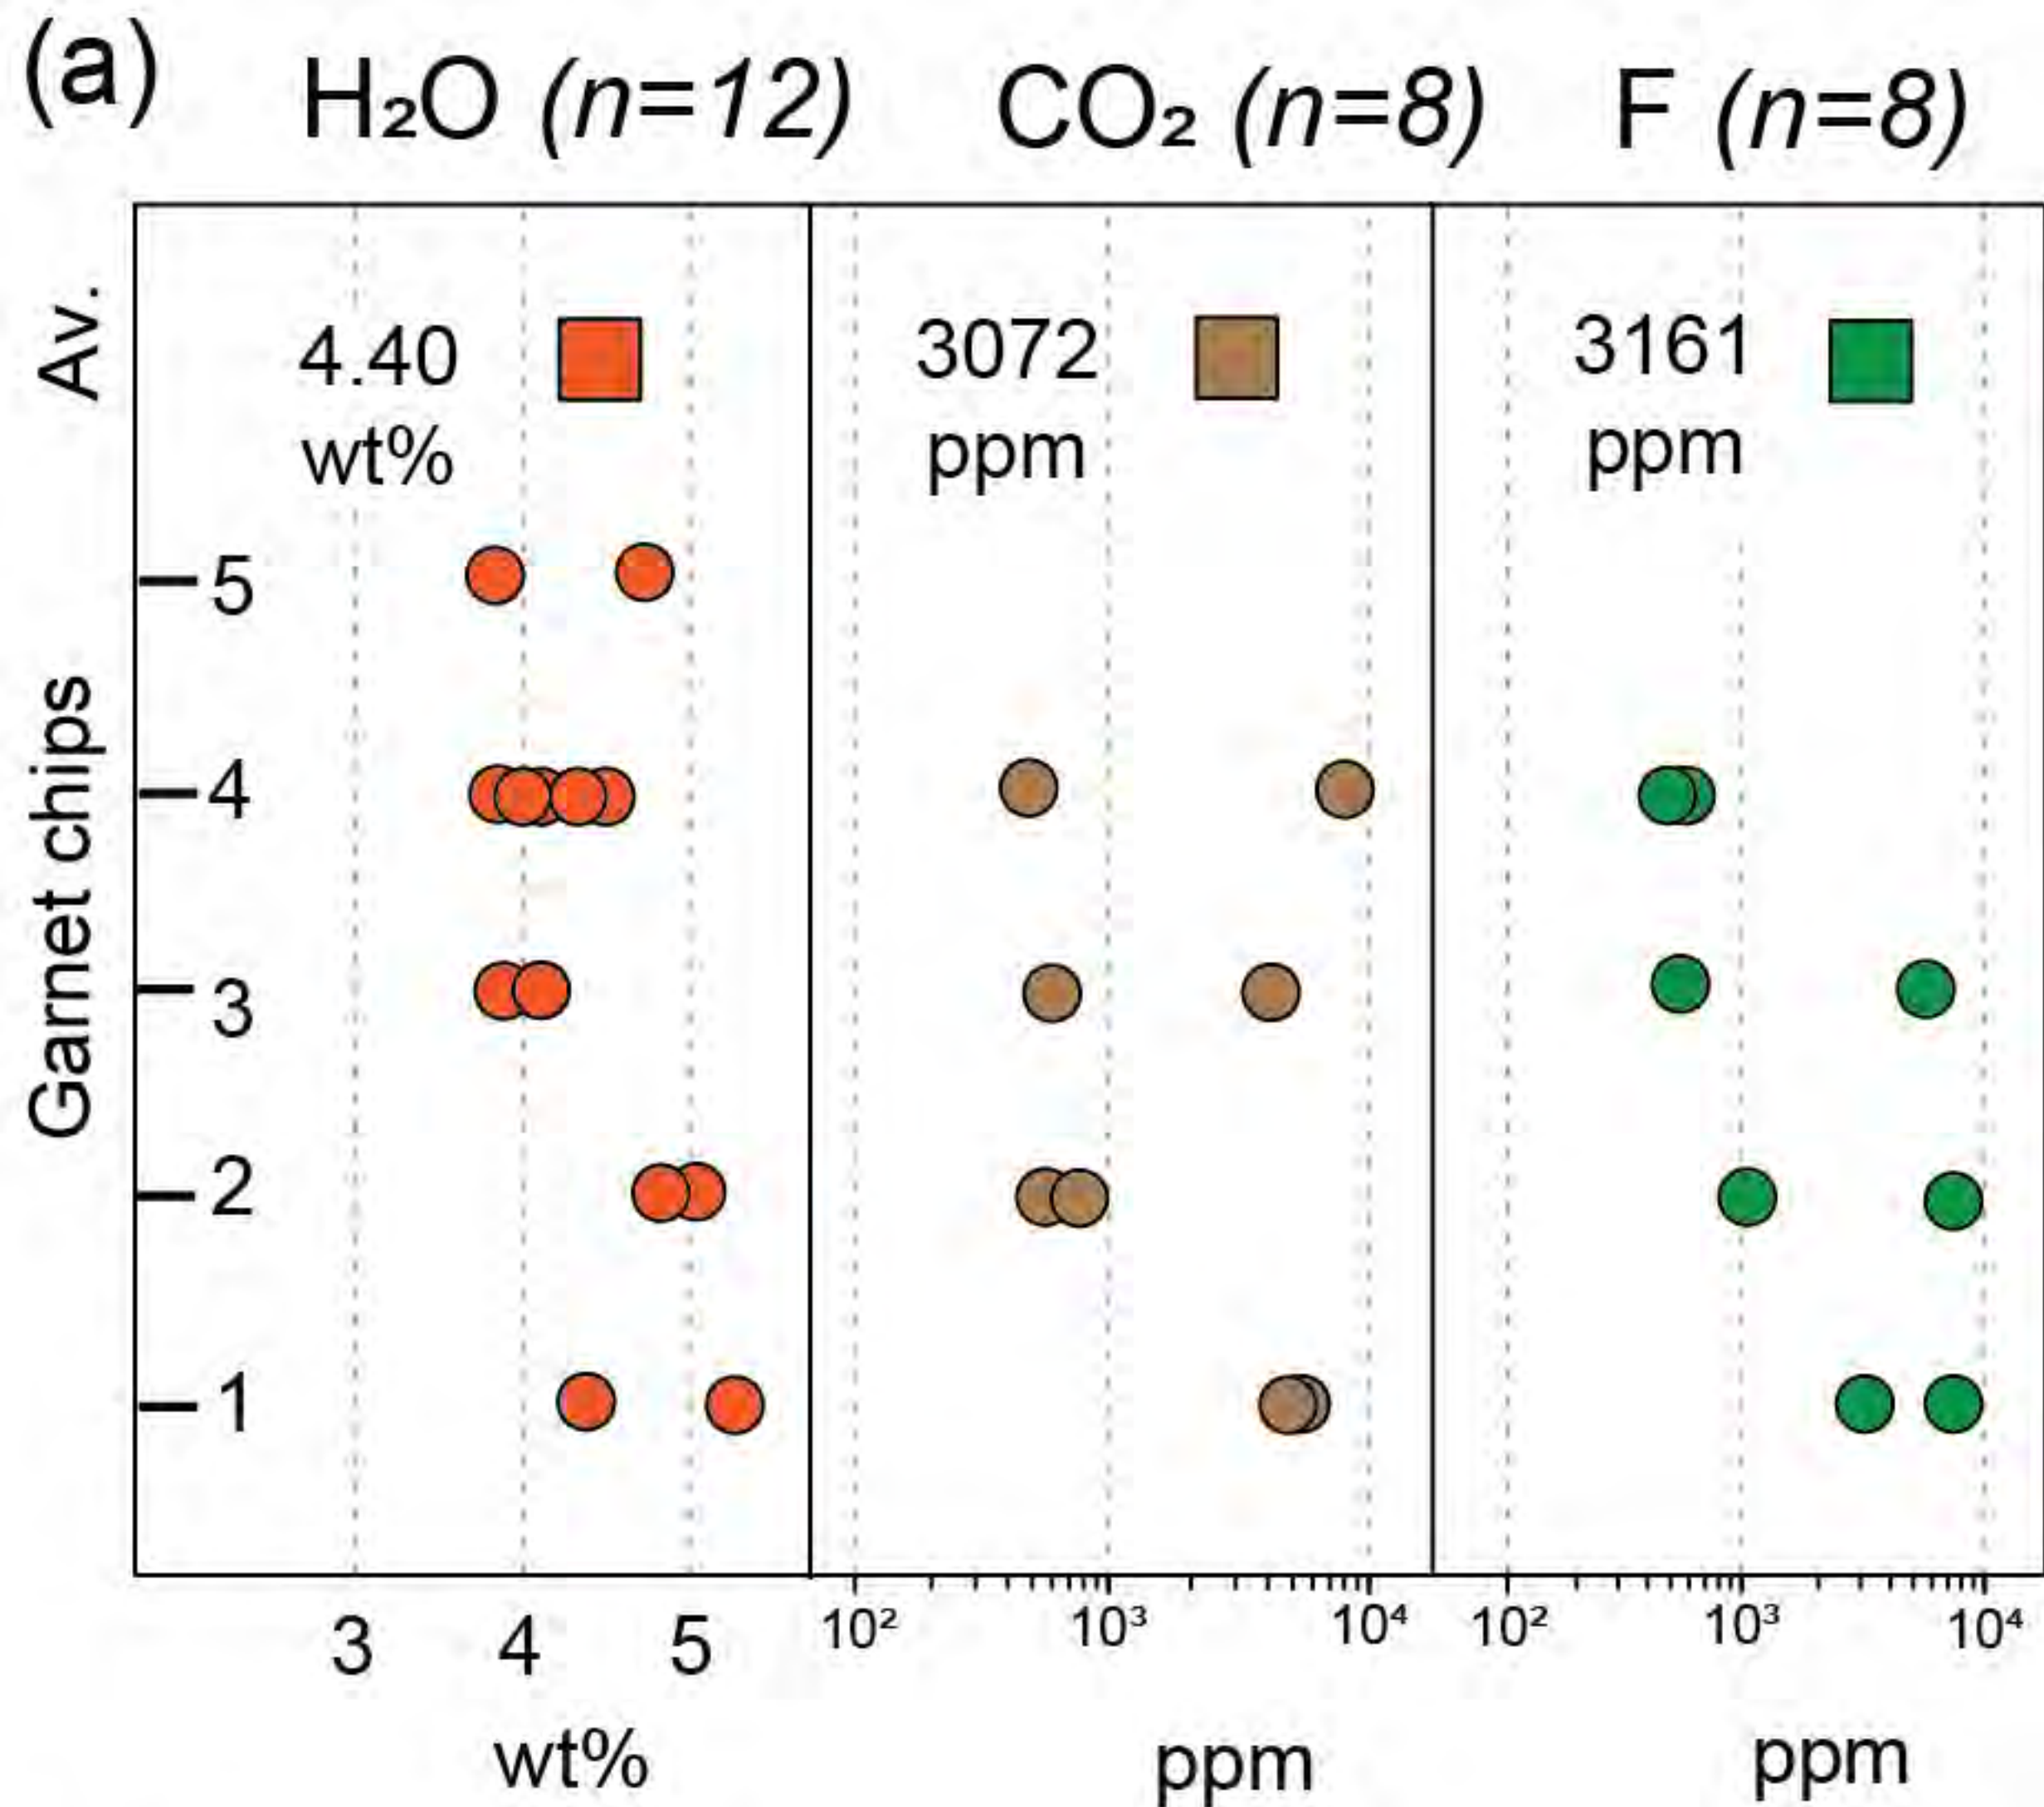 (a) H₂O (n=12) CO₂ (n=8) F (n=8)
Av.
4.40 wt%
3072 ppm
3161 ppm
Garnet chips
5
4
3
2
1
3 4 5 10² 10³ 10⁴ 10² 10³ 10⁴
wt% ppm ppm